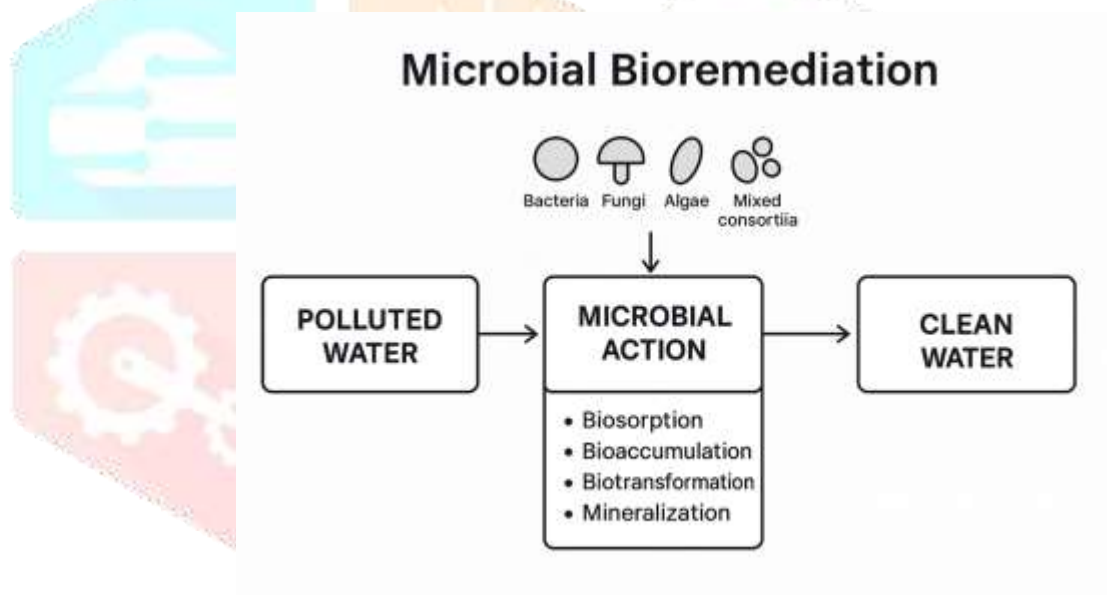 Microbial Bioremediation
Bacteria Fungi Algae Mixed
consortiia
POLLUTED
WATER
MICROBIAL
ACTION
• Biosorption
• Bioaccumulation
• Biotransformation
• Mineralization
CLEAN
WATER